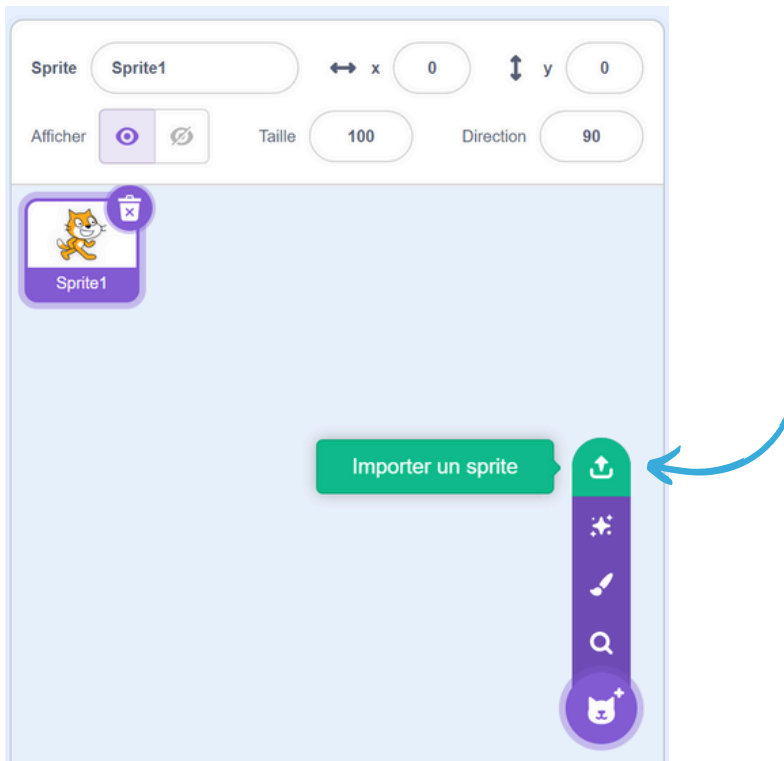 Sprite Sprite1 x 0 y 0
Afficher Taille 100 Direction 90
Sprite1
Importer un sprite